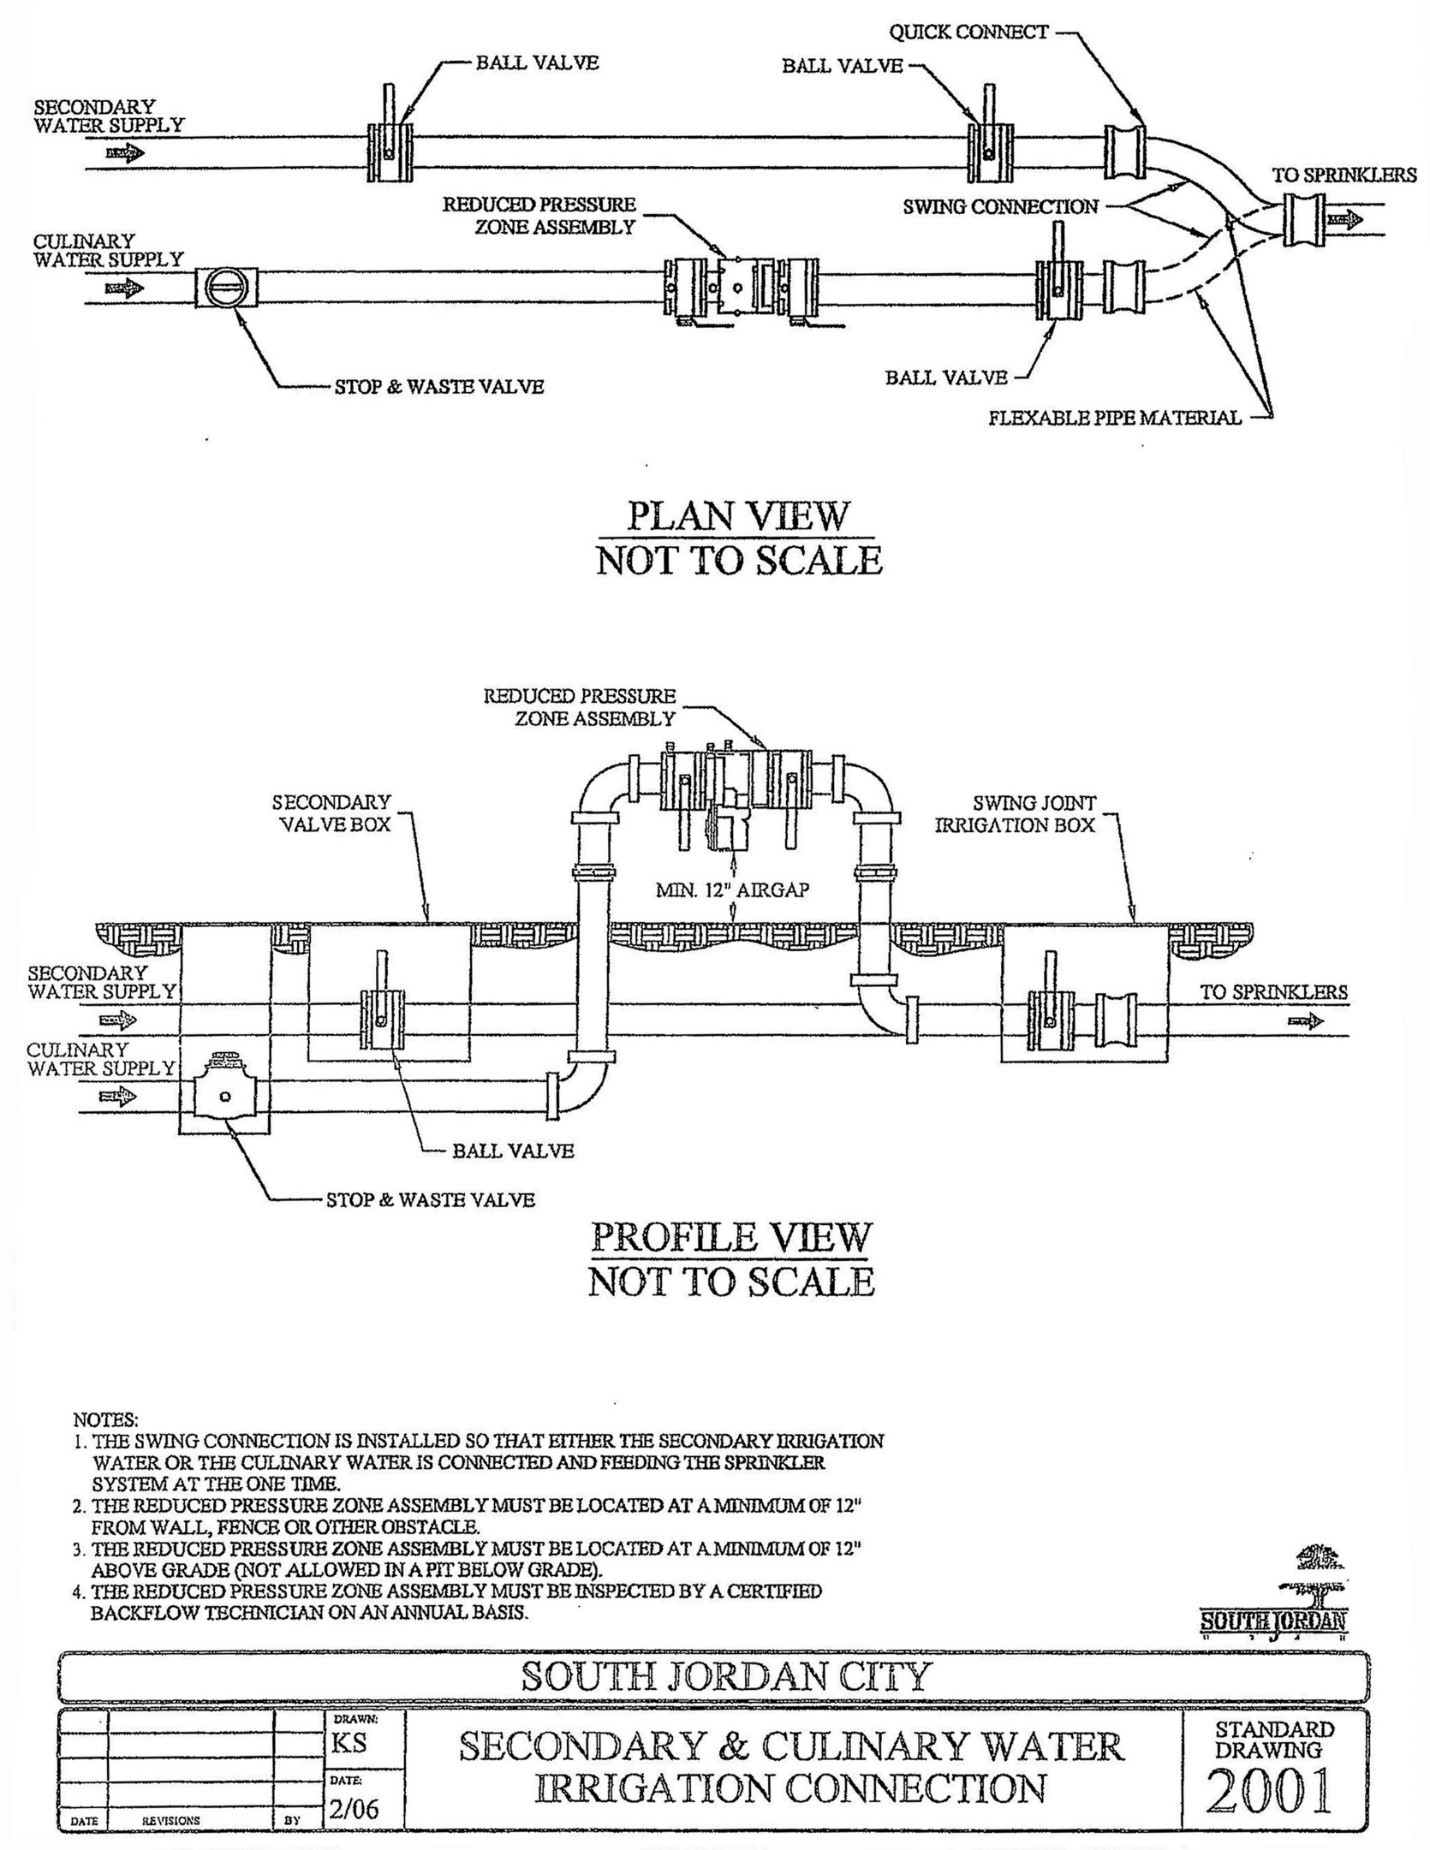 QUICK CONNECT
BALL VALVE
BALL VALVE
SECONDARY
WATER SUPPLY
TO SPRINKLERS
REDUCED PRESSURE
ZONE ASSEMBLY
SWING CONNECTION
CULINARY
WATER SUPPLY
STOP & WASTE VALVE
BALL VALVE
FLEXABLE PIPE MATERIAL
PLAN VIEW
NOT TO SCALE
REDUCED PRESSURE
ZONE ASSEMBLY
SECONDARY
VALVE BOX
SWING JOINT
IRRIGATION BOX
MIN. 12" AIRGAP
SECONDARY
WATER SUPPLY
TO SPRINKLERS
CULINARY
WATER SUPPLY
BALL VALVE
STOP & WASTE VALVE
PROFILE VIEW
NOT TO SCALE
NOTES:
1. THE SWING CONNECTION IS INSTALLED SO THAT EITHER THE SECONDARY IRRIGATION
WATER OR THE CULINARY WATER IS CONNECTED AND FEEDING THE SPRINKLER
SYSTEM AT THE ONE TIME.
2. THE REDUCED PRESSURE ZONE ASSEMBLY MUST BE LOCATED AT A MINIMUM OF 12"
FROM WALL, FENCE OR OTHER OBSTACLE.
3. THE REDUCED PRESSURE ZONE ASSEMBLY MUST BE LOCATED AT A MINIMUM OF 12"
ABOVE GRADE (NOT ALLOWED IN A PIT BELOW GRADE).
4. THE REDUCED PRESSURE ZONE ASSEMBLY MUST BE INSPECTED BY A CERTIFIED
BACKFLOW TECHNICIAN ON AN ANNUAL BASIS.
SOUTH JORDAN
SOUTH JORDAN CITY
DRAWN:
KS
DATE:
2/06
DATE REVISIONS BY
SECONDARY & CULINARY WATER
IRRIGATION CONNECTION
STANDARD
DRAWING
2001